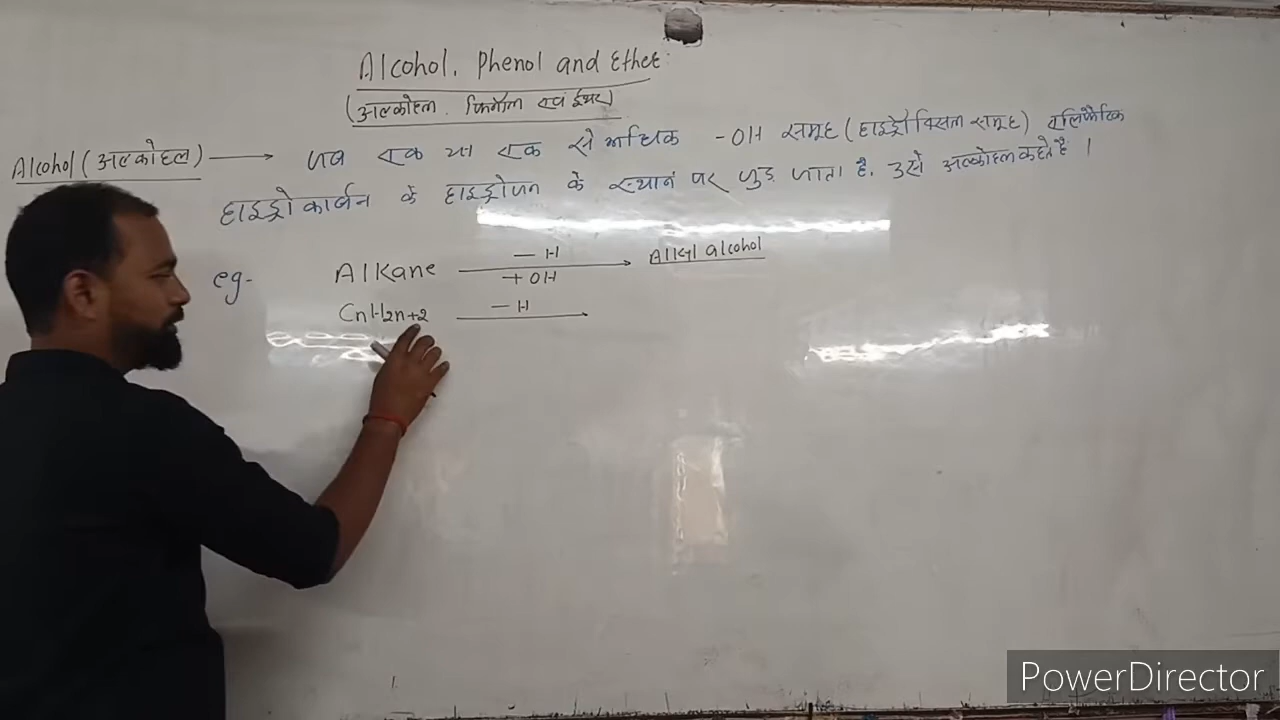 Alcohol, Phenol and Ether:
(अल्कोहल, फिनॉल एवं ईथर)
Alcohol (अल्कोहल) → जब एक या एक से अधिक -OH समूह (हाइड्रोक्सिल समूह) एलिफैटिक
हाइड्रोकार्बन के हाइड्रोजन के स्थान पर जुड़ जाता है, उसे अल्कोहल कहते है ।
eg- Alkane —H +OH → Alkyl alcohol
CnH2n+2 —H →
PowerDirector